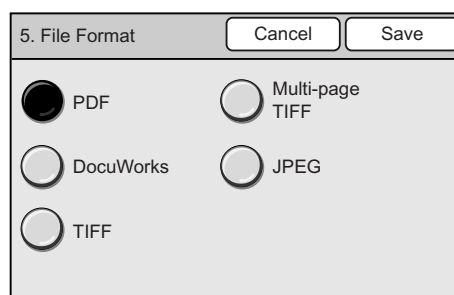 5. File Format
Cancel
Save
PDF
Multi-page
TIFF
DocuWorks
JPEG
TIFF